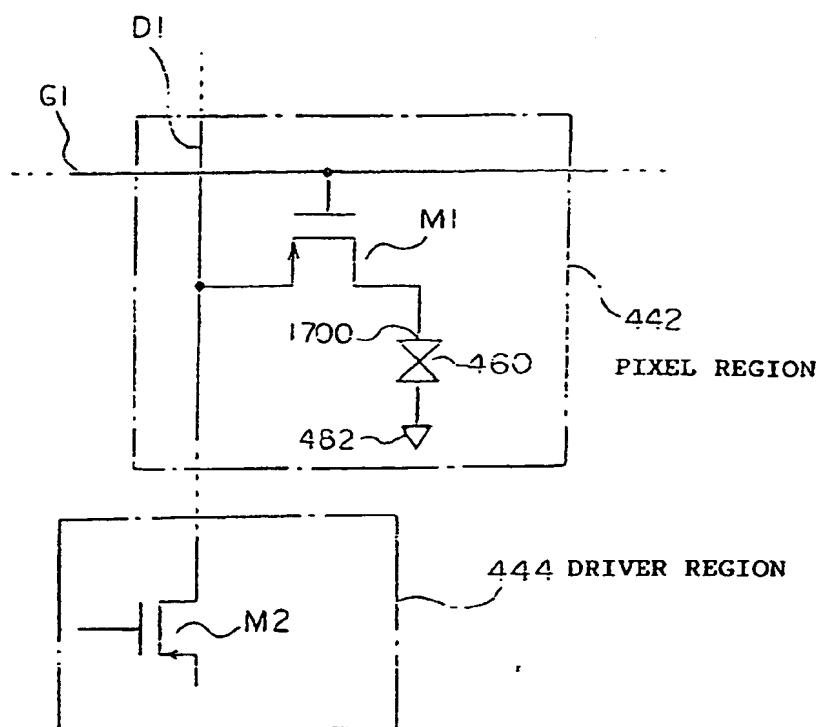 D1
G1
M1
442
1700
460
PIXEL REGION
482
444 DRIVER REGION
M2